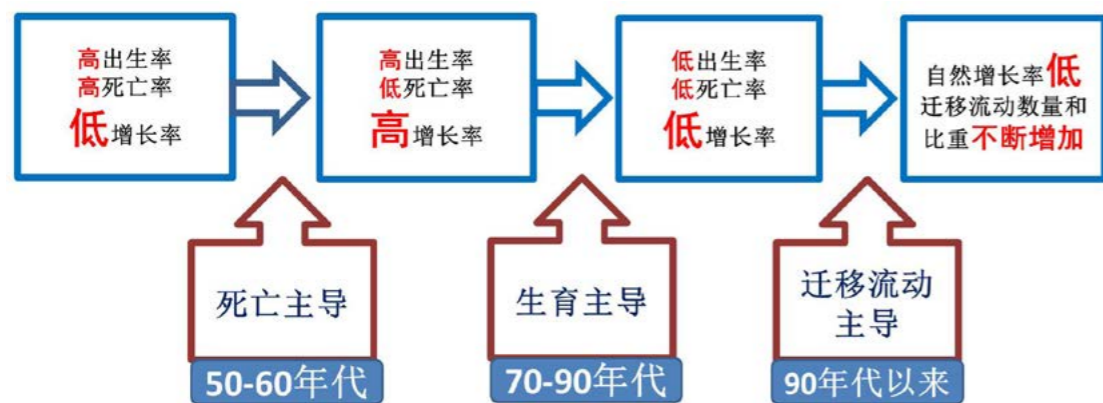 高出生率
高死亡率
低增长率
高出生率
低死亡率
高增长率
低出生率
低死亡率
低增长率
自然增长率低
迁移流动数量和
比重不断增加
死亡主导
50-60年代
生育主导
70-90年代
迁移流动
主导
90年代以来